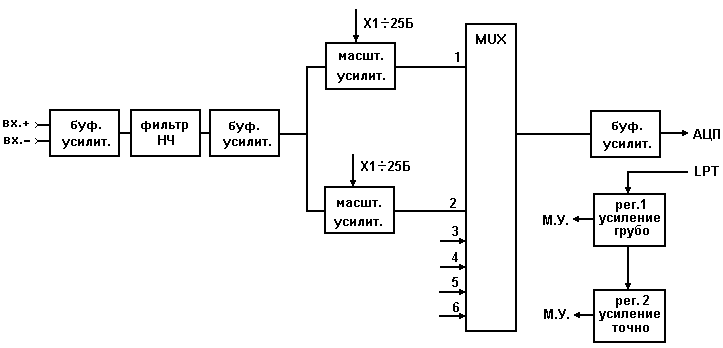 X1÷25Б
масшт.
усилит.
1
MUX
вх.+
вх.–
буф.
усилит.
фильтр
НЧ
буф.
усилит.
буф.
усилит.
АЦП
X1÷25Б
масшт.
усилит.
2
3
4
5
6
LPT
рег.1
усиление
грубо
М.У.
рег. 2
усиление
точно
М.У.